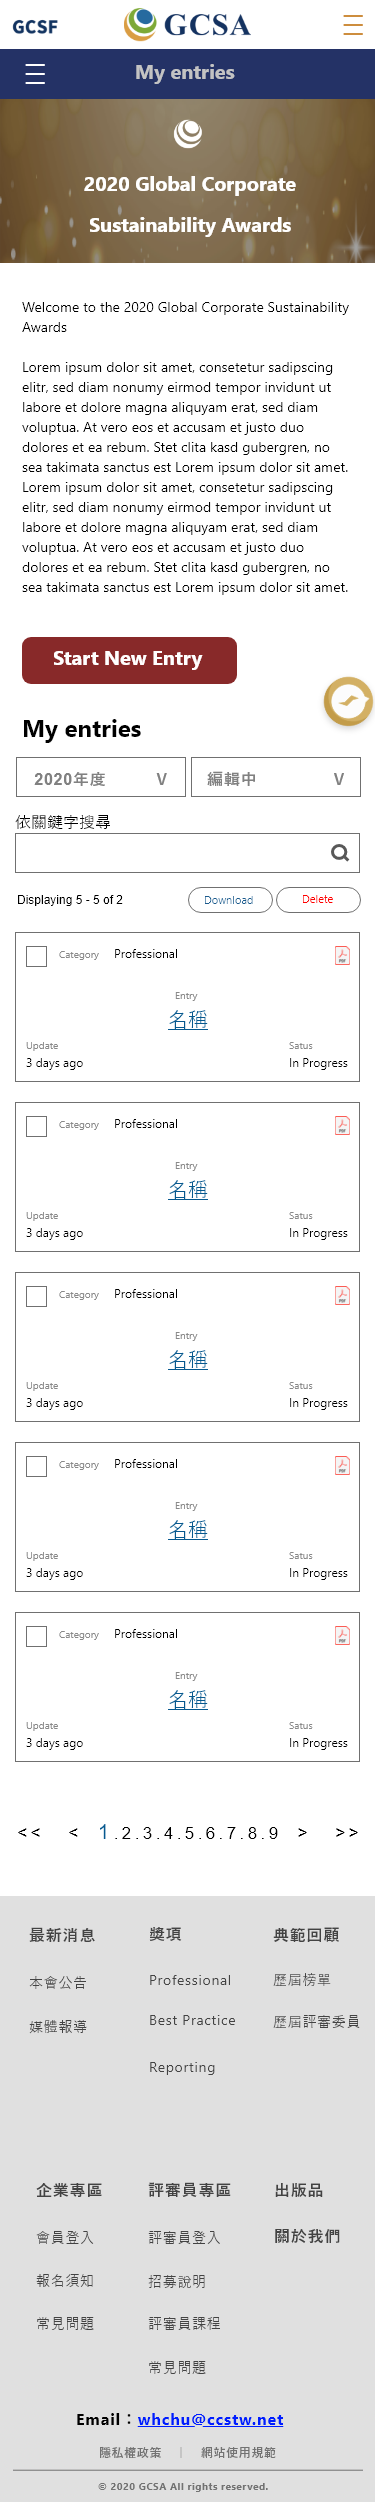 GCSF
GCSA
My entries
2020 Global Corporate
Sustainability Awards
Welcome to the 2020 Global Corporate Sustainability
Awards
Lorem ipsum dolor sit amet, consetetur sadipscing
elitr, sed diam nonumy eirmod tempor invidunt ut
labore et dolore magna aliquyam erat, sed diam
voluptua. At vero eos et accusam et justo duo
dolores et ea rebum. Stet clita kasd gubergren, no
sea takimata sanctus est Lorem ipsum dolor sit amet.
Lorem ipsum dolor sit amet, consetetur sadipscing
elitr, sed diam nonumy eirmod tempor invidunt ut
labore et dolore magna aliquyam erat, sed diam
voluptua. At vero eos et accusam et justo duo
dolores et ea rebum. Stet clita kasd gubergren, no
sea takimata sanctus est Lorem ipsum dolor sit amet.
Start New Entry
My entries
2020年度 V 編輯中 V
依關鍵字搜尋
Displaying 5 - 5 of 2 Download Delete
Category Professional PDF
Entry
名稱
Update Satus
3 days ago In Progress
Category Professional PDF
Entry
名稱
Update Satus
3 days ago In Progress
Category Professional PDF
Entry
名稱
Update Satus
3 days ago In Progress
Category Professional PDF
Entry
名稱
Update Satus
3 days ago In Progress
Category Professional PDF
Entry
名稱
Update Satus
3 days ago In Progress
<< < 1.2.3.4.5.6.7.8.9 > >>
最新消息 獎項 典範回顧
本會公告 Professional 歷屆榜單
媒體報導 Best Practice 歷屆評審委員
Reporting
企業專區 評審員專區 出版品
會員登入 評審員登入 關於我們
報名須知 招募說明
常見問題 評審員課程
常見問題
Email：whchu@ccstw.net
隱私權政策 | 網站使用規範
© 2020 GCSA All rights reserved.